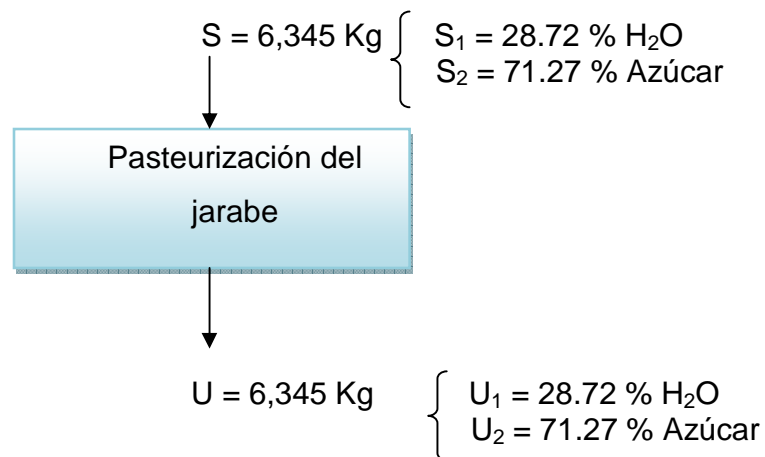 S = 6,345 Kg
S₁ = 28.72 % H₂O
S₂ = 71.27 % Azúcar
Pasteurización del
jarabe
U = 6,345 Kg
U₁ = 28.72 % H₂O
U₂ = 71.27 % Azúcar